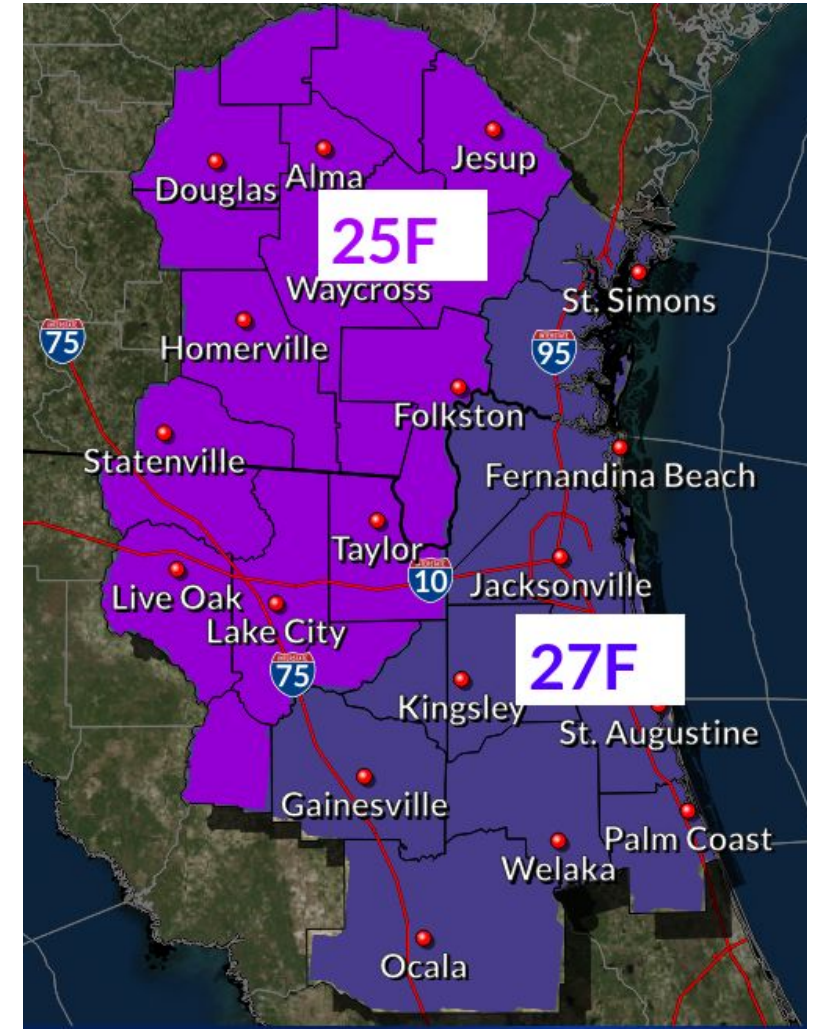 Jesup
Alma
Douglas
25F
Waycross
St. Simons
75
95
Homerville
Folkston
Statenville
Fernandina Beach
Taylor
10
Jacksonville
Live Oak
Lake City
27F
75
Kingsley
St. Augustine
Gainesville
Palm Coast
Welaka
Ocala